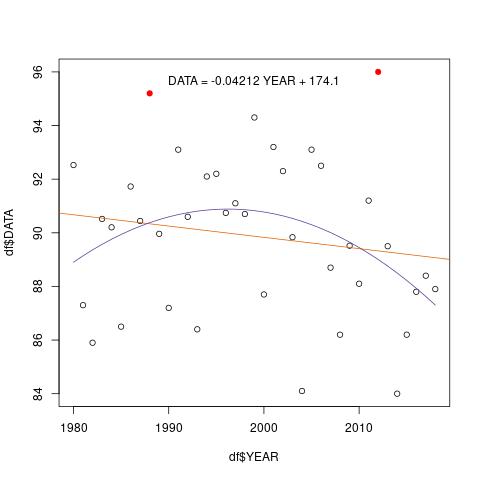 DATA = -0.04212 YEAR + 174.1
96
94
92
90
88
86
84
df$DATA
1980 1990 2000 2010
df$YEAR